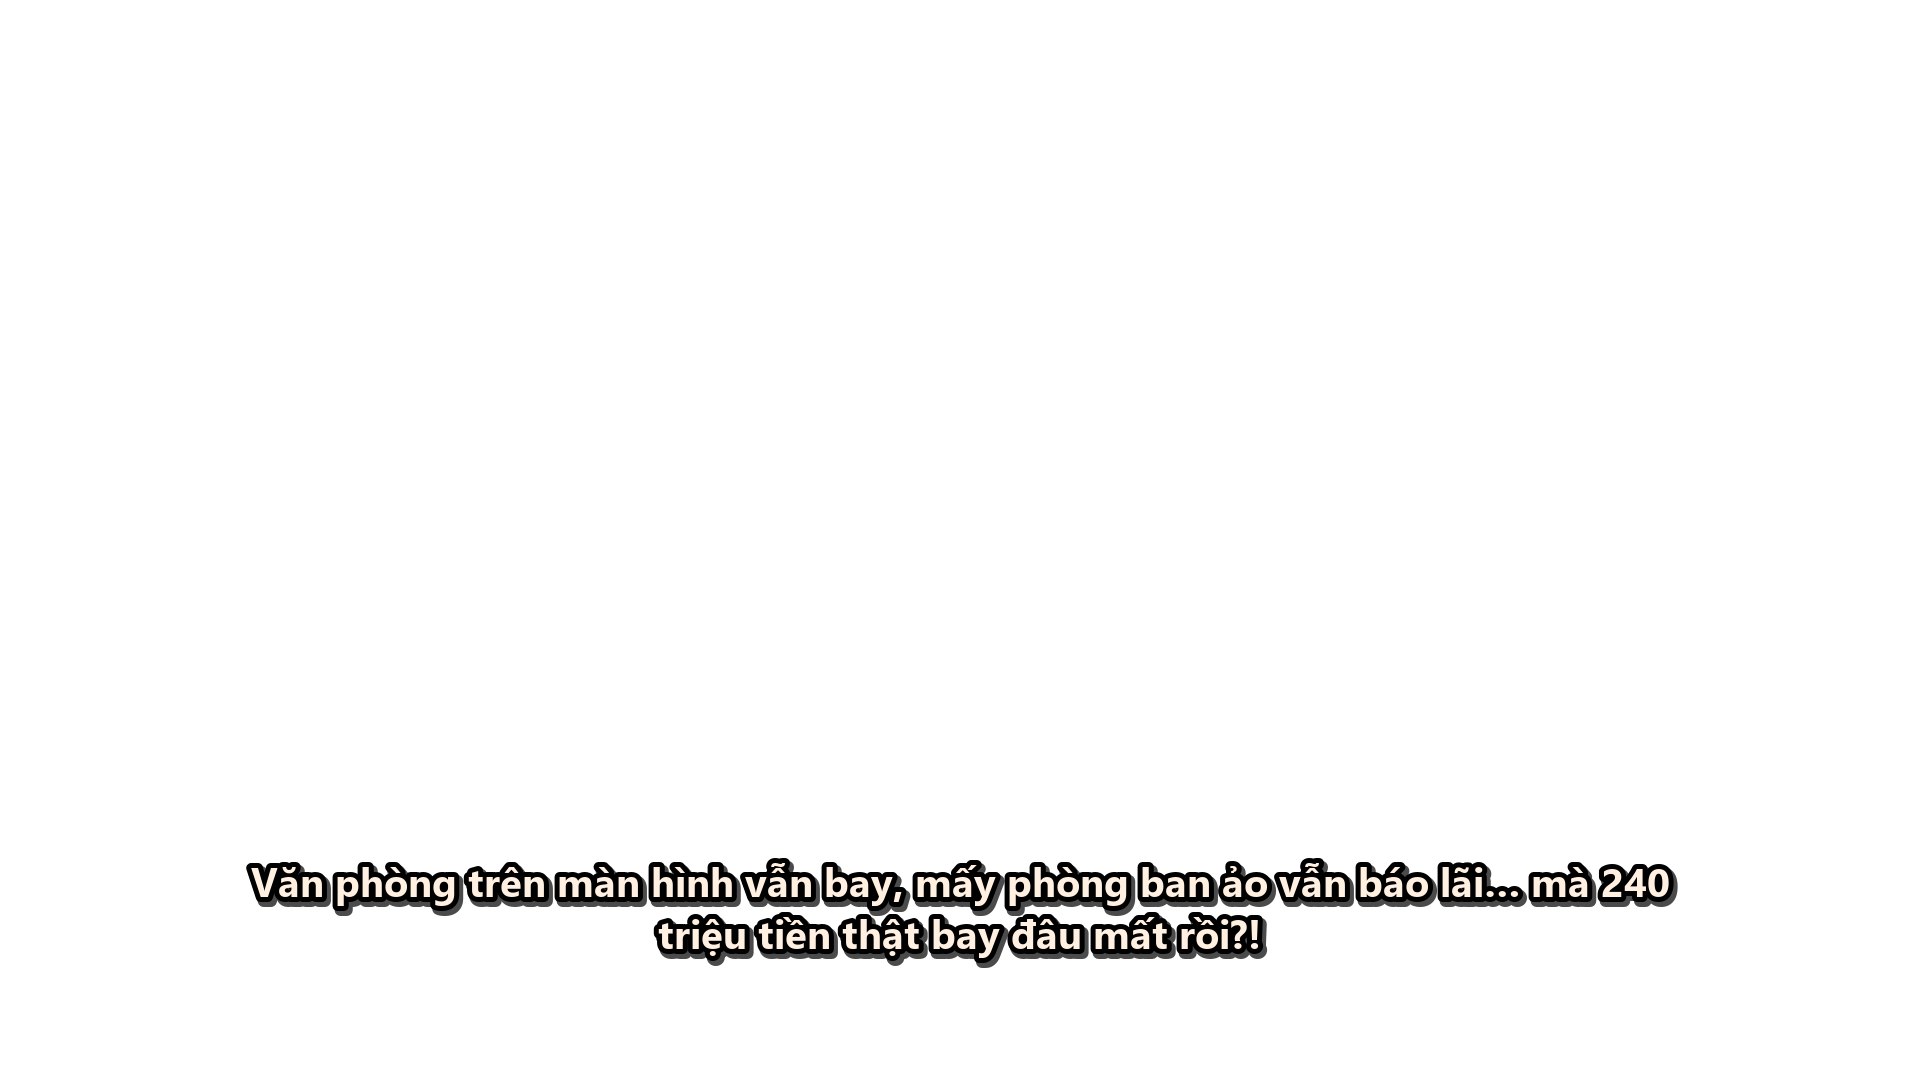 Văn phòng trên màn hình vẫn bay, mấy phòng ban ảo vẫn báo lãi... mà 240
triệu tiền thật bay đâu mất rồi?!